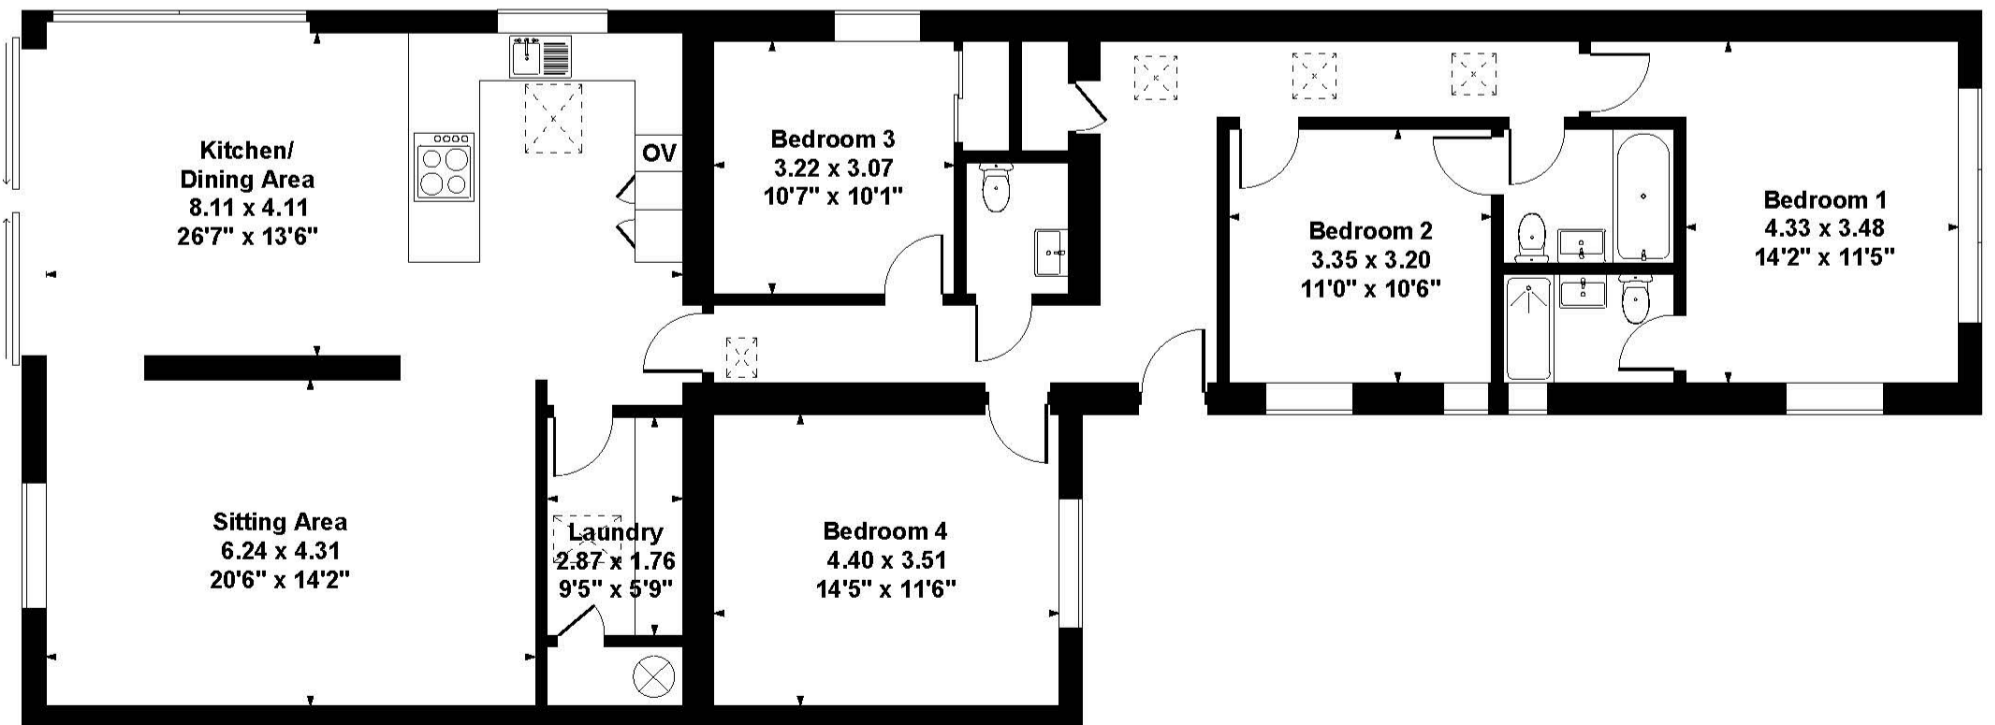 Kitchen/
Dining Area
8.11 x 4.11
26'7" x 13'6"
OV
Bedroom 3
3.22 x 3.07
10'7" x 10'1"
Bedroom 2
3.35 x 3.20
11'0" x 10'6"
Bedroom 1
4.33 x 3.48
14'2" x 11'5"
Sitting Area
6.24 x 4.31
20'6" x 14'2"
Laundry
2.87 x 1.76
9'5" x 5'9"
Bedroom 4
4.40 x 3.51
14'5" x 11'6"